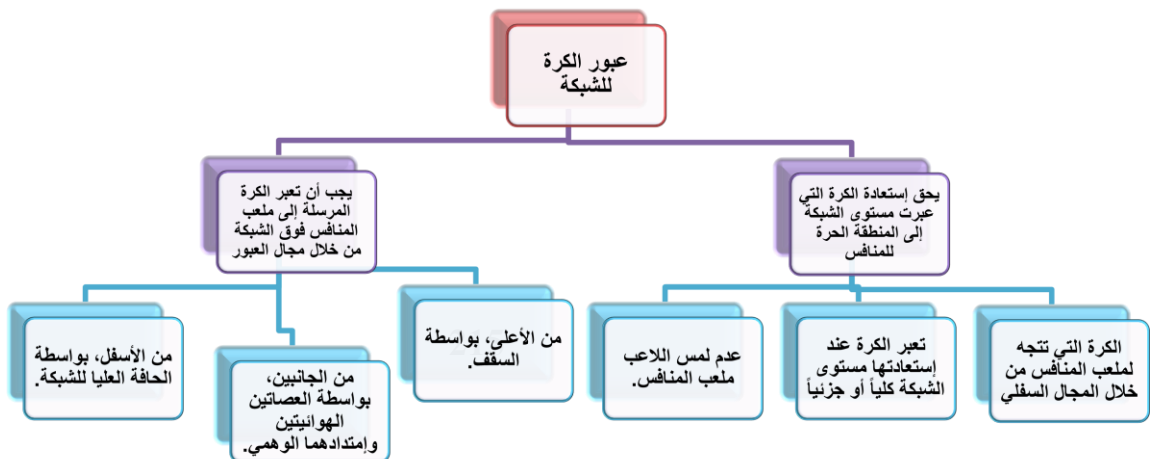 عبور الكرة
للشبكة
يحق إستعادة الكرة التي
عبرت مستوى الشبكة
إلى المنطقة الحرة
للمنافس
يجب أن تعبر الكرة
المرسلة إلى ملعب
المنافس فوق الشبكة
من خلال مجال العبور
الكرة التي تتجه
لملعب المنافس من
خلال المجال السفلي
تعبر الكرة عند
إستعادتها مستوى
الشبكة كلياً أو جزئياً
عدم لمس اللاعب
ملعب المنافس.
من الأعلى، بواسطة
السقف.
من الجانبين،
بواسطة العصاتين
الهوائيتين
وإمتدادهما الوهمي.
من الأسفل، بواسطة
الحافة العليا للشبكة.